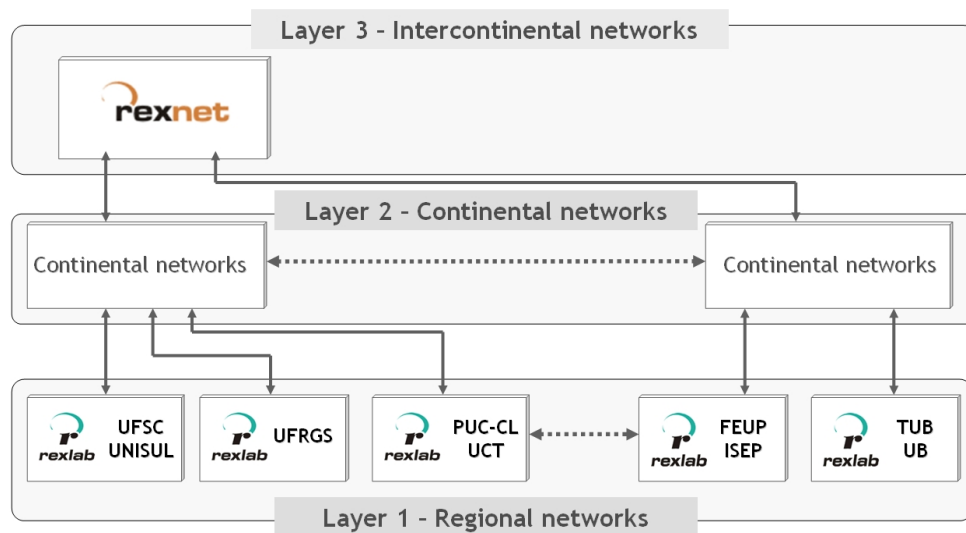 Layer 3 - Intercontinental networks
rexnet
Layer 2 - Continental networks
Continental networks
Continental networks
r
rexlab
UFSC
UNISUL
r
rexlab
UFRGS
r
rexlab
PUC-CL
UCT
r
rexlab
FEUP
ISEP
r
rexlab
TUB
UB
Layer 1 - Regional networks